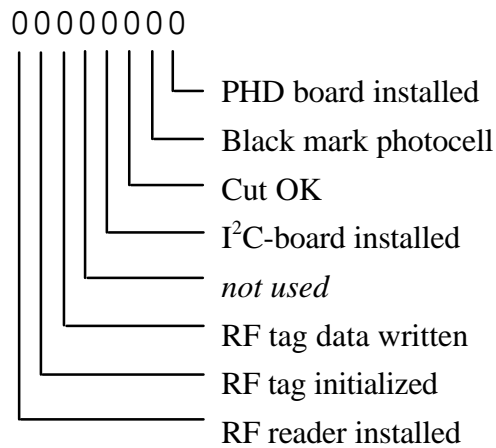 00000000
PHD board installed
Black mark photocell
Cut OK
I²C-board installed
not used
RF tag data written
RF tag initialized
RF reader installed